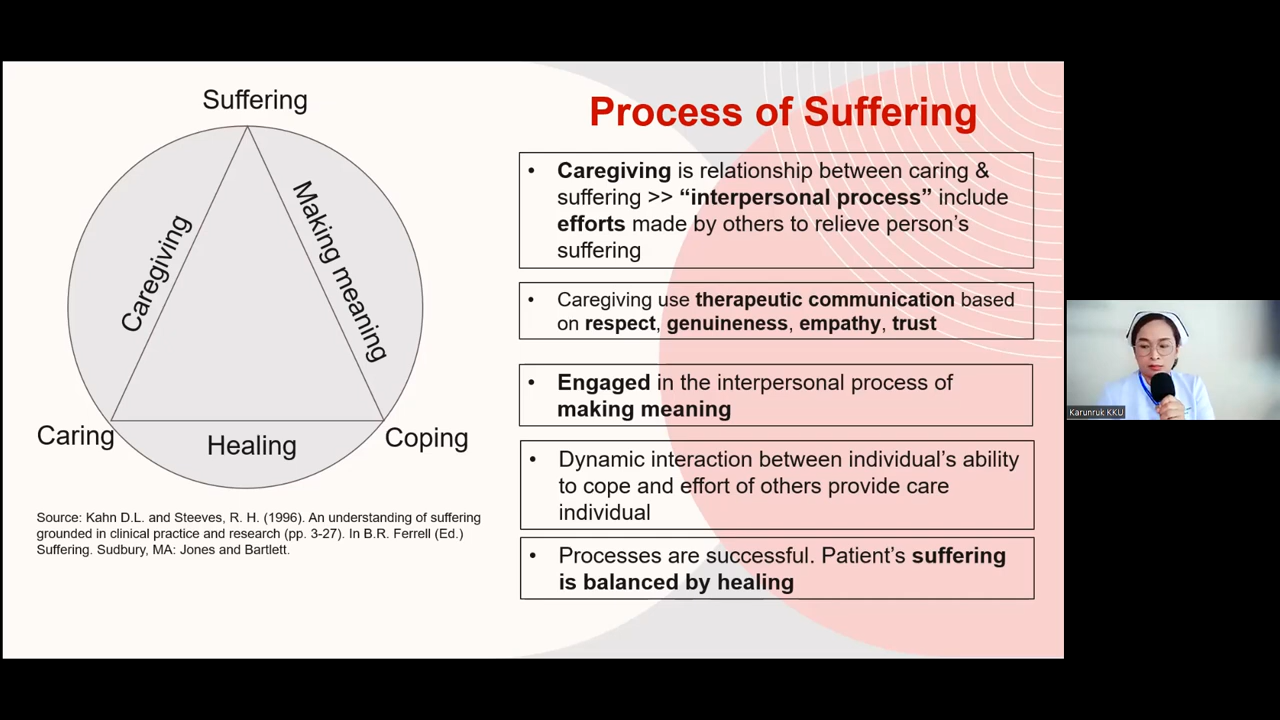 Suffering
Caregiving
Making meaning
Caring
Healing
Coping
Source: Kahn D.L. and Steeves, R. H. (1996). An understanding of suffering
grounded in clinical practice and research (pp. 3-27). In B.R. Ferrell (Ed.)
Suffering. Sudbury, MA: Jones and Bartlett.
Process of Suffering
• Caregiving is relationship between caring &
suffering >> “interpersonal process” include
efforts made by others to relieve person’s
suffering
• Caregiving use therapeutic communication based
on respect, genuineness, empathy, trust
• Engaged in the interpersonal process of
making meaning
• Dynamic interaction between individual’s ability
to cope and effort of others provide care
individual
• Processes are successful. Patient’s suffering
is balanced by healing
Karunruk KKU